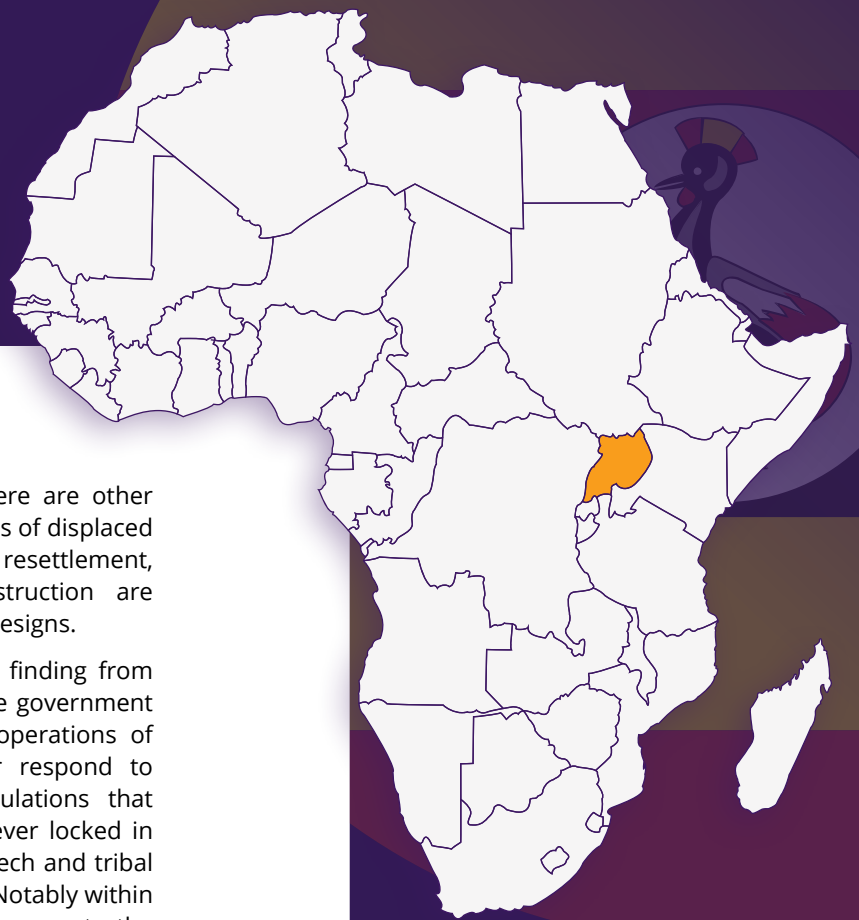 ere are other
s of displaced
resettlement,
struction are
esigns.
finding from
e government
operations of
r respond to
ulations that
ever locked in
ech and tribal
Notably within